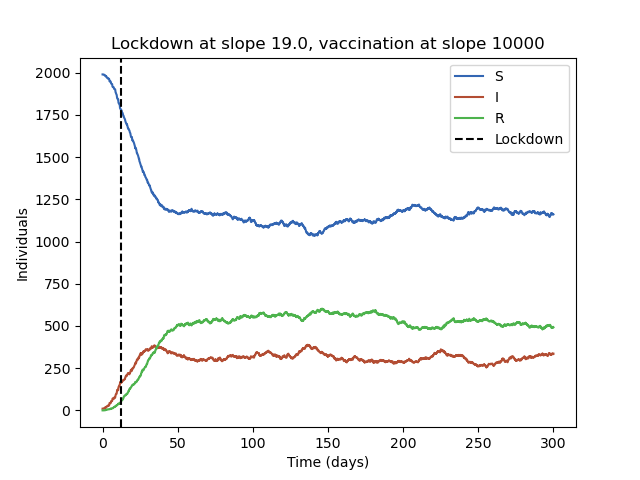 Lockdown at slope 19.0, vaccination at slope 10000
S
I
R
Lockdown
Individuals
2000
1750
1500
1250
1000
750
500
250
0
0 50 100 150 200 250 300
Time (days)